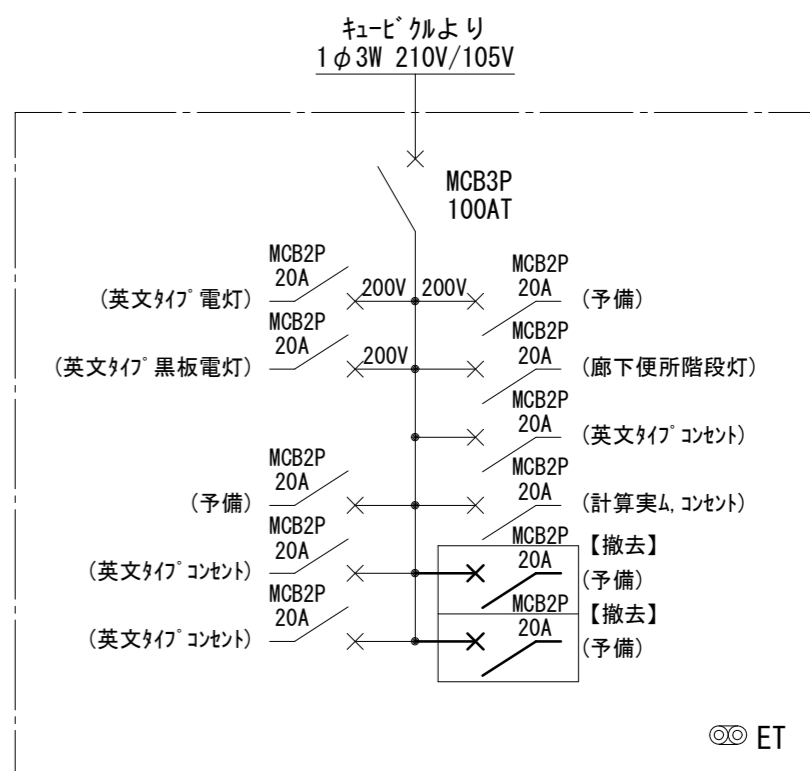 ｷｭｰﾋﾞｸﾙより
1φ3W 210V/105V
MCB3P
100AT
MCB2P
20A
(英文ﾀｲﾌﾟ電灯)
200V
200V
MCB2P
20A
(予備)
MCB2P
20A
(英文ﾀｲﾌﾟ黒板電灯)
200V
MCB2P
20A
(廊下便所階段灯)
MCB2P
20A
(英文ﾀｲﾌﾟｺﾝｾﾝﾄ)
MCB2P
20A
(予備)
MCB2P
20A
(計算実ﾑ,ｺﾝｾﾝﾄ)
MCB2P
20A
(英文ﾀｲﾌﾟｺﾝｾﾝﾄ)
MCB2P
20A
【撤去】
(予備)
MCB2P
20A
(英文ﾀｲﾌﾟｺﾝｾﾝﾄ)
MCB2P
20A
【撤去】
(予備)
ET